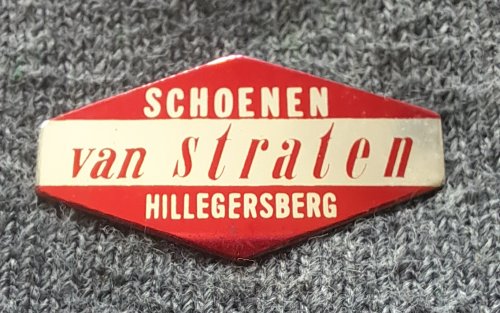 SCHOENEN
van straten
HILLEGERSBERG